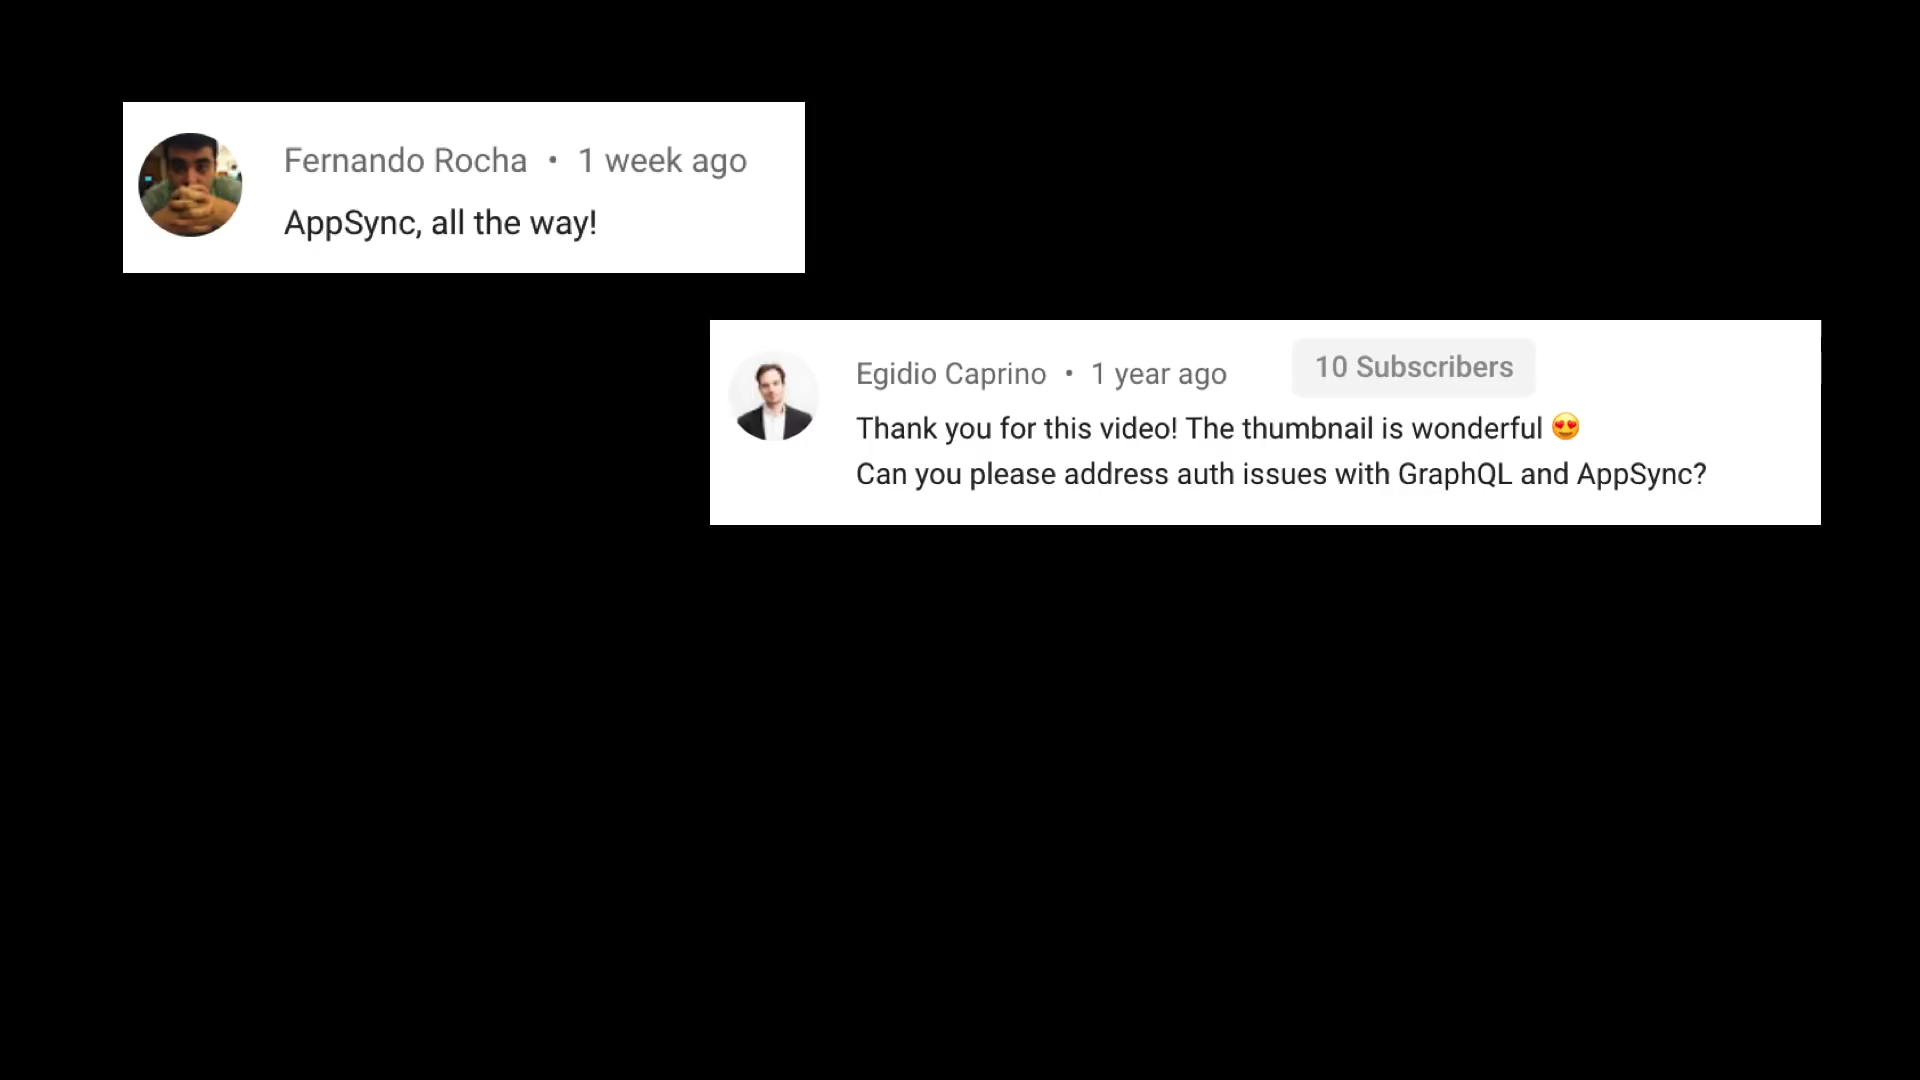 Fernando Rocha • 1 week ago
AppSync, all the way!
Egidio Caprino • 1 year ago 10 Subscribers
Thank you for this video! The thumbnail is wonderful 😍
Can you please address auth issues with GraphQL and AppSync?